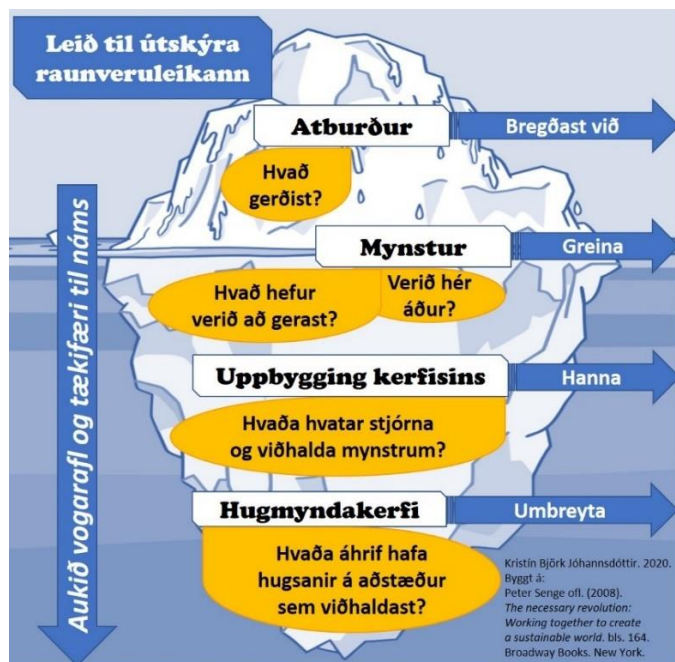 Leið til útskýra
raunveruleikann
Atburður
Bregðast við
Hvað
gerðist?
Mynstur
Greina
Hvað hefur
verið að gerast?
Verið hér
áður?
Uppbygging kerfisins
Hanna
Hvaða hvatar stjórna
og viðhalda mynstrum?
Hugmyndakerfi
Umbreyta
Hvaða áhrif hafa
hugsanir á aðstæður
sem viðhaldast?
Aukið vogarafl og tækifæri til náms
Kristín Björk Jóhannsdóttir. 2020.
Byggt á:
Peter Senge ofl. (2008).
The necessary revolution:
Working together to create
a sustainable world. bls. 164.
Broadway Books. New York.